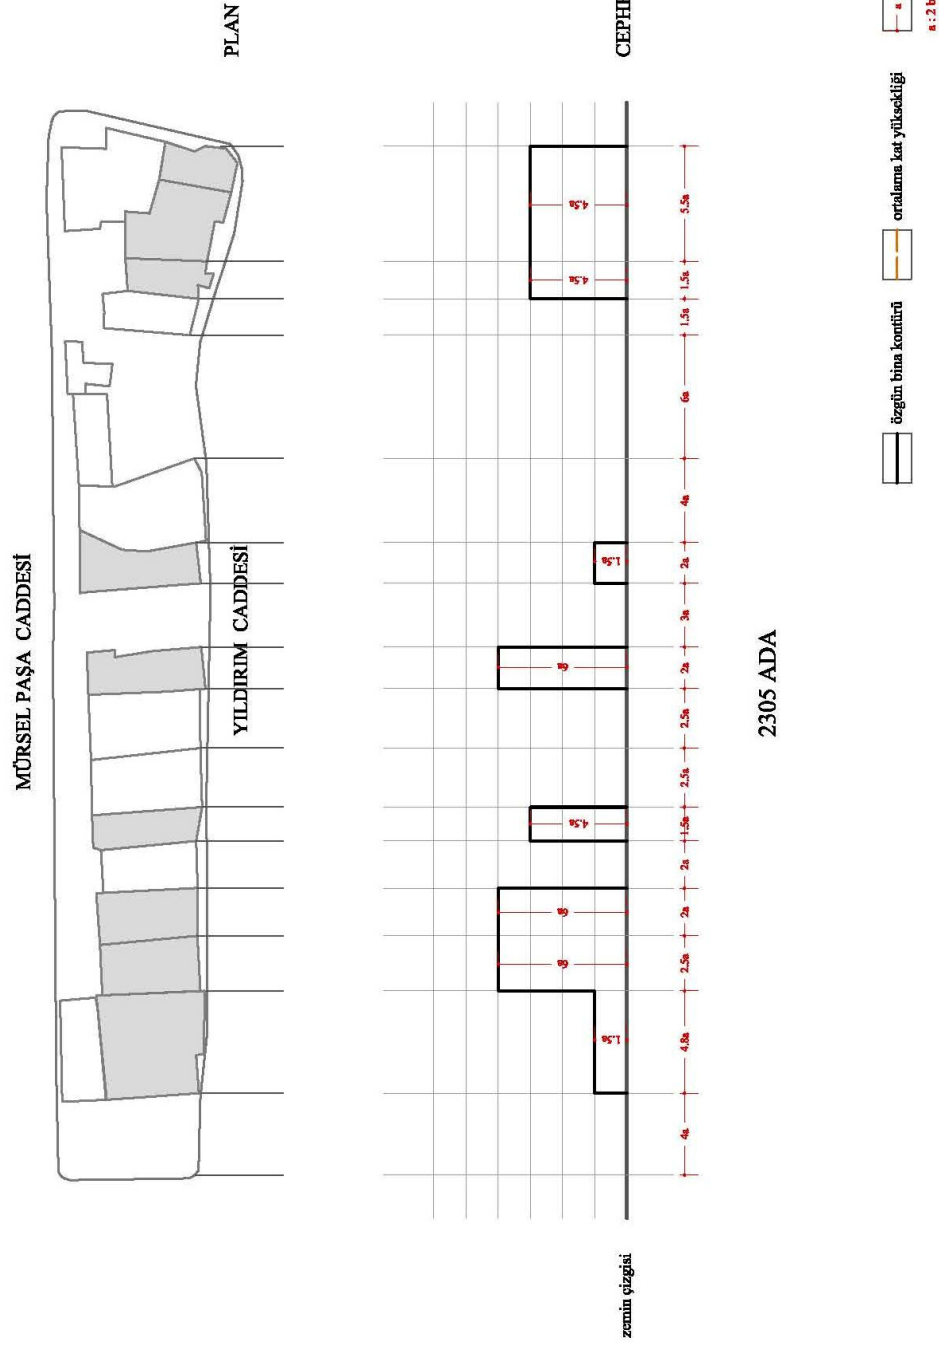 MÜRSEL PAŞA CADDESİ
YILDIRIM CADDESİ
PLAN
4.5a
4.5a
1.5a
6a
4.5a
6a
6a
1.5a
CEPHE
zemin çizgisi
4a
4.8a
2.5a
2a
2a
1.5a
2.5a
2.5a
2a
3a
2a
4a
6a
1.5a
1.5a
5.5a
2305 ADA
özgün bina kontürü
ortalama kat yüksekliği
a
a : 2 b